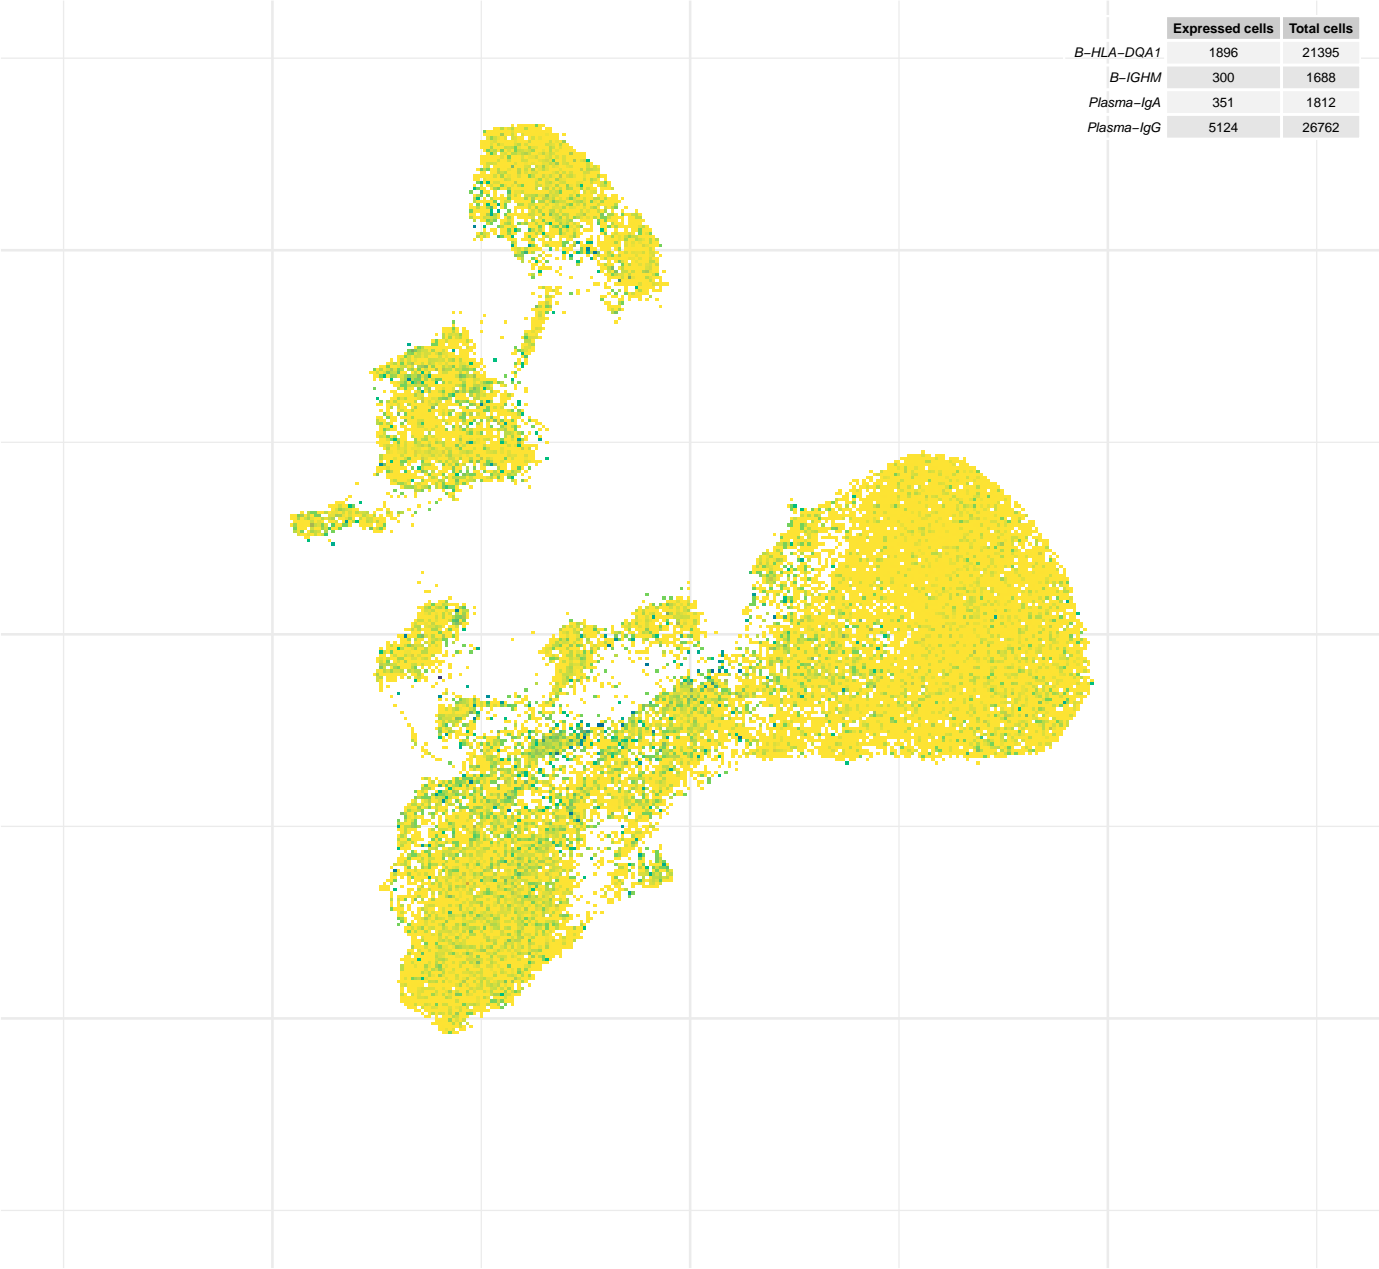 Expressed cells Total cells
B−HLA−DQA1 1896 21395
B−IGHM 300 1688
Plasma−IgA 351 1812
Plasma−IgG 5124 26762